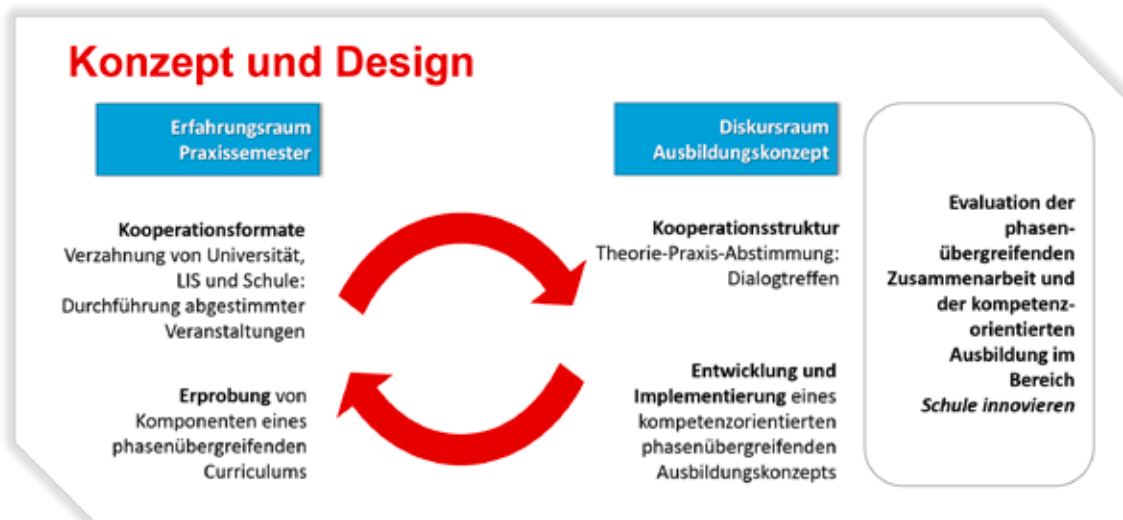 Konzept und Design
Erfahrungsraum
Praxissemester
Kooperationsformate
Verzahnung von Universität,
LIS und Schule:
Durchführung abgestimmter
Veranstaltungen
Erprobung von
Komponenten eines
phasenübergreifenden
Curriculums
Diskursraum
Ausbildungskonzept
Kooperationsstruktur
Theorie-Praxis-Abstimmung:
Dialogtreffen
Entwicklung und
Implementierung eines
kompetenzorientierten
phasenübergreifenden
Ausbildungskonzepts
Evaluation der
phasen-
übergreifenden
Zusammenarbeit und
der kompetenz-
orientierten
Ausbildung im
Bereich
Schule innovieren